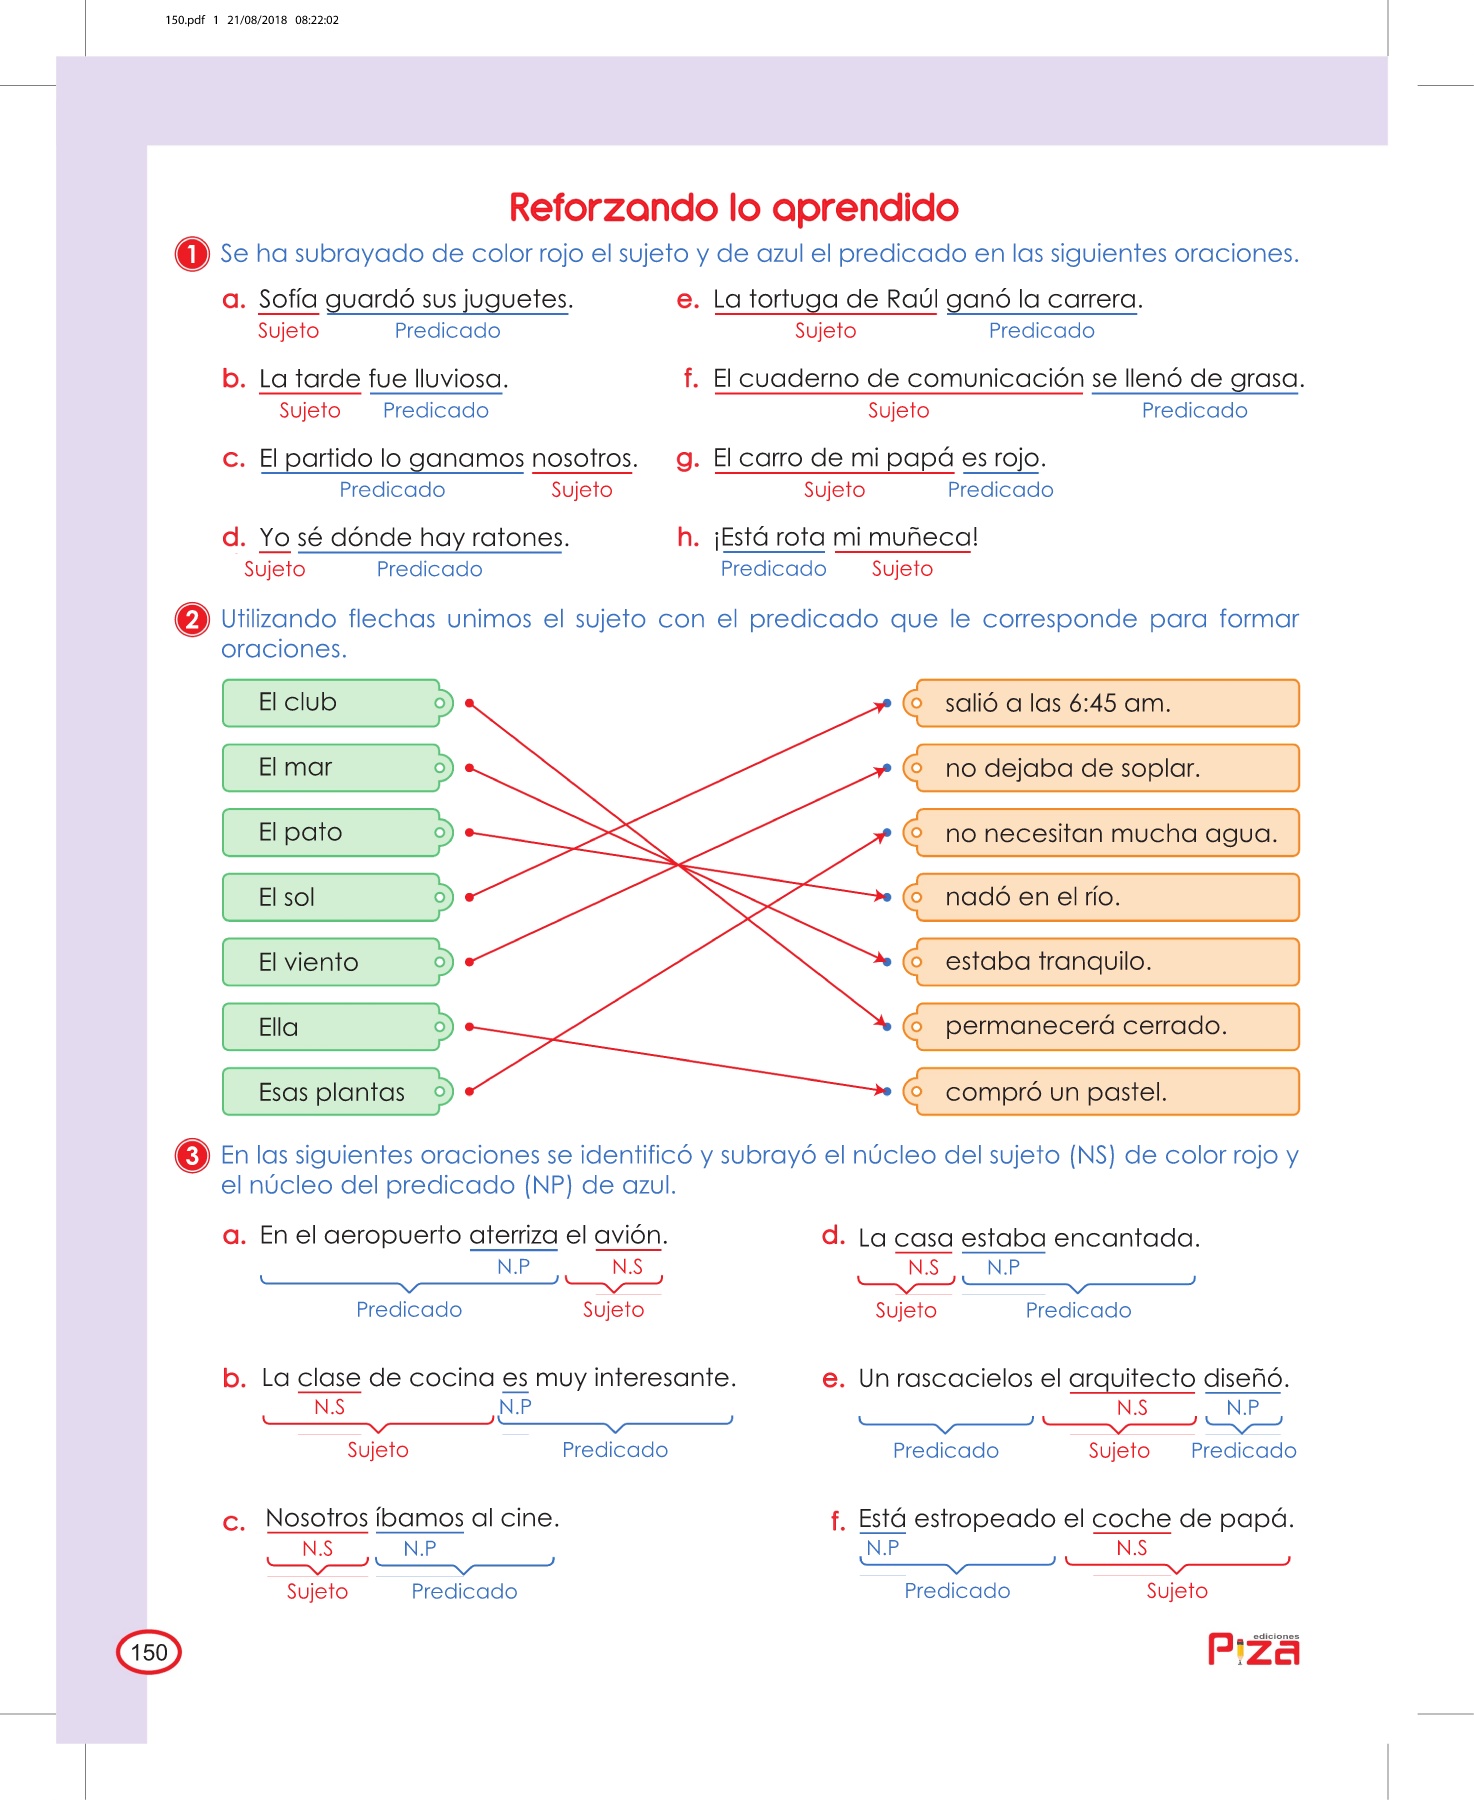 150.pdf 1 21/08/2018 08:22:02
Reforzando lo aprendido
1 Se ha subrayado de color rojo el sujeto y de azul el predicado en las siguientes oraciones.
a. Sofía guardó sus juguetes.
Sujeto Predicado
e. La tortuga de Raúl ganó la carrera.
Sujeto Predicado
b. La tarde fue lluviosa.
Sujeto Predicado
f. El cuaderno de comunicación se llenó de grasa.
Sujeto Predicado
c. El partido lo ganamos nosotros.
Predicado Sujeto
g. El carro de mi papá es rojo.
Sujeto Predicado
d. Yo sé dónde hay ratones.
Sujeto Predicado
h. ¡Está rota mi muñeca!
Predicado Sujeto
2 Utilizando flechas unimos el sujeto con el predicado que le corresponde para formar
oraciones.
El club
salió a las 6:45 am.
El mar
no dejaba de soplar.
El pato
no necesitan mucha agua.
El sol
nadó en el río.
El viento
estaba tranquilo.
Ella
permanecerá cerrado.
Esas plantas
compró un pastel.
3 En las siguientes oraciones se identificó y subrayó el núcleo del sujeto (NS) de color rojo y
el núcleo del predicado (NP) de azul.
a. En el aeropuerto aterriza el avión.
N.P N.S
Predicado Sujeto
d. La casa estaba encantada.
N.S N.P
Sujeto Predicado
b. La clase de cocina es muy interesante.
N.S N.P
Sujeto Predicado
e. Un rascacielos el arquitecto diseñó.
N.S N.P
Predicado Sujeto Predicado
c. Nosotros íbamos al cine.
N.S N.P
Sujeto Predicado
f. Está estropeado el coche de papá.
N.P N.S
Predicado Sujeto
150
ediciones
Piza